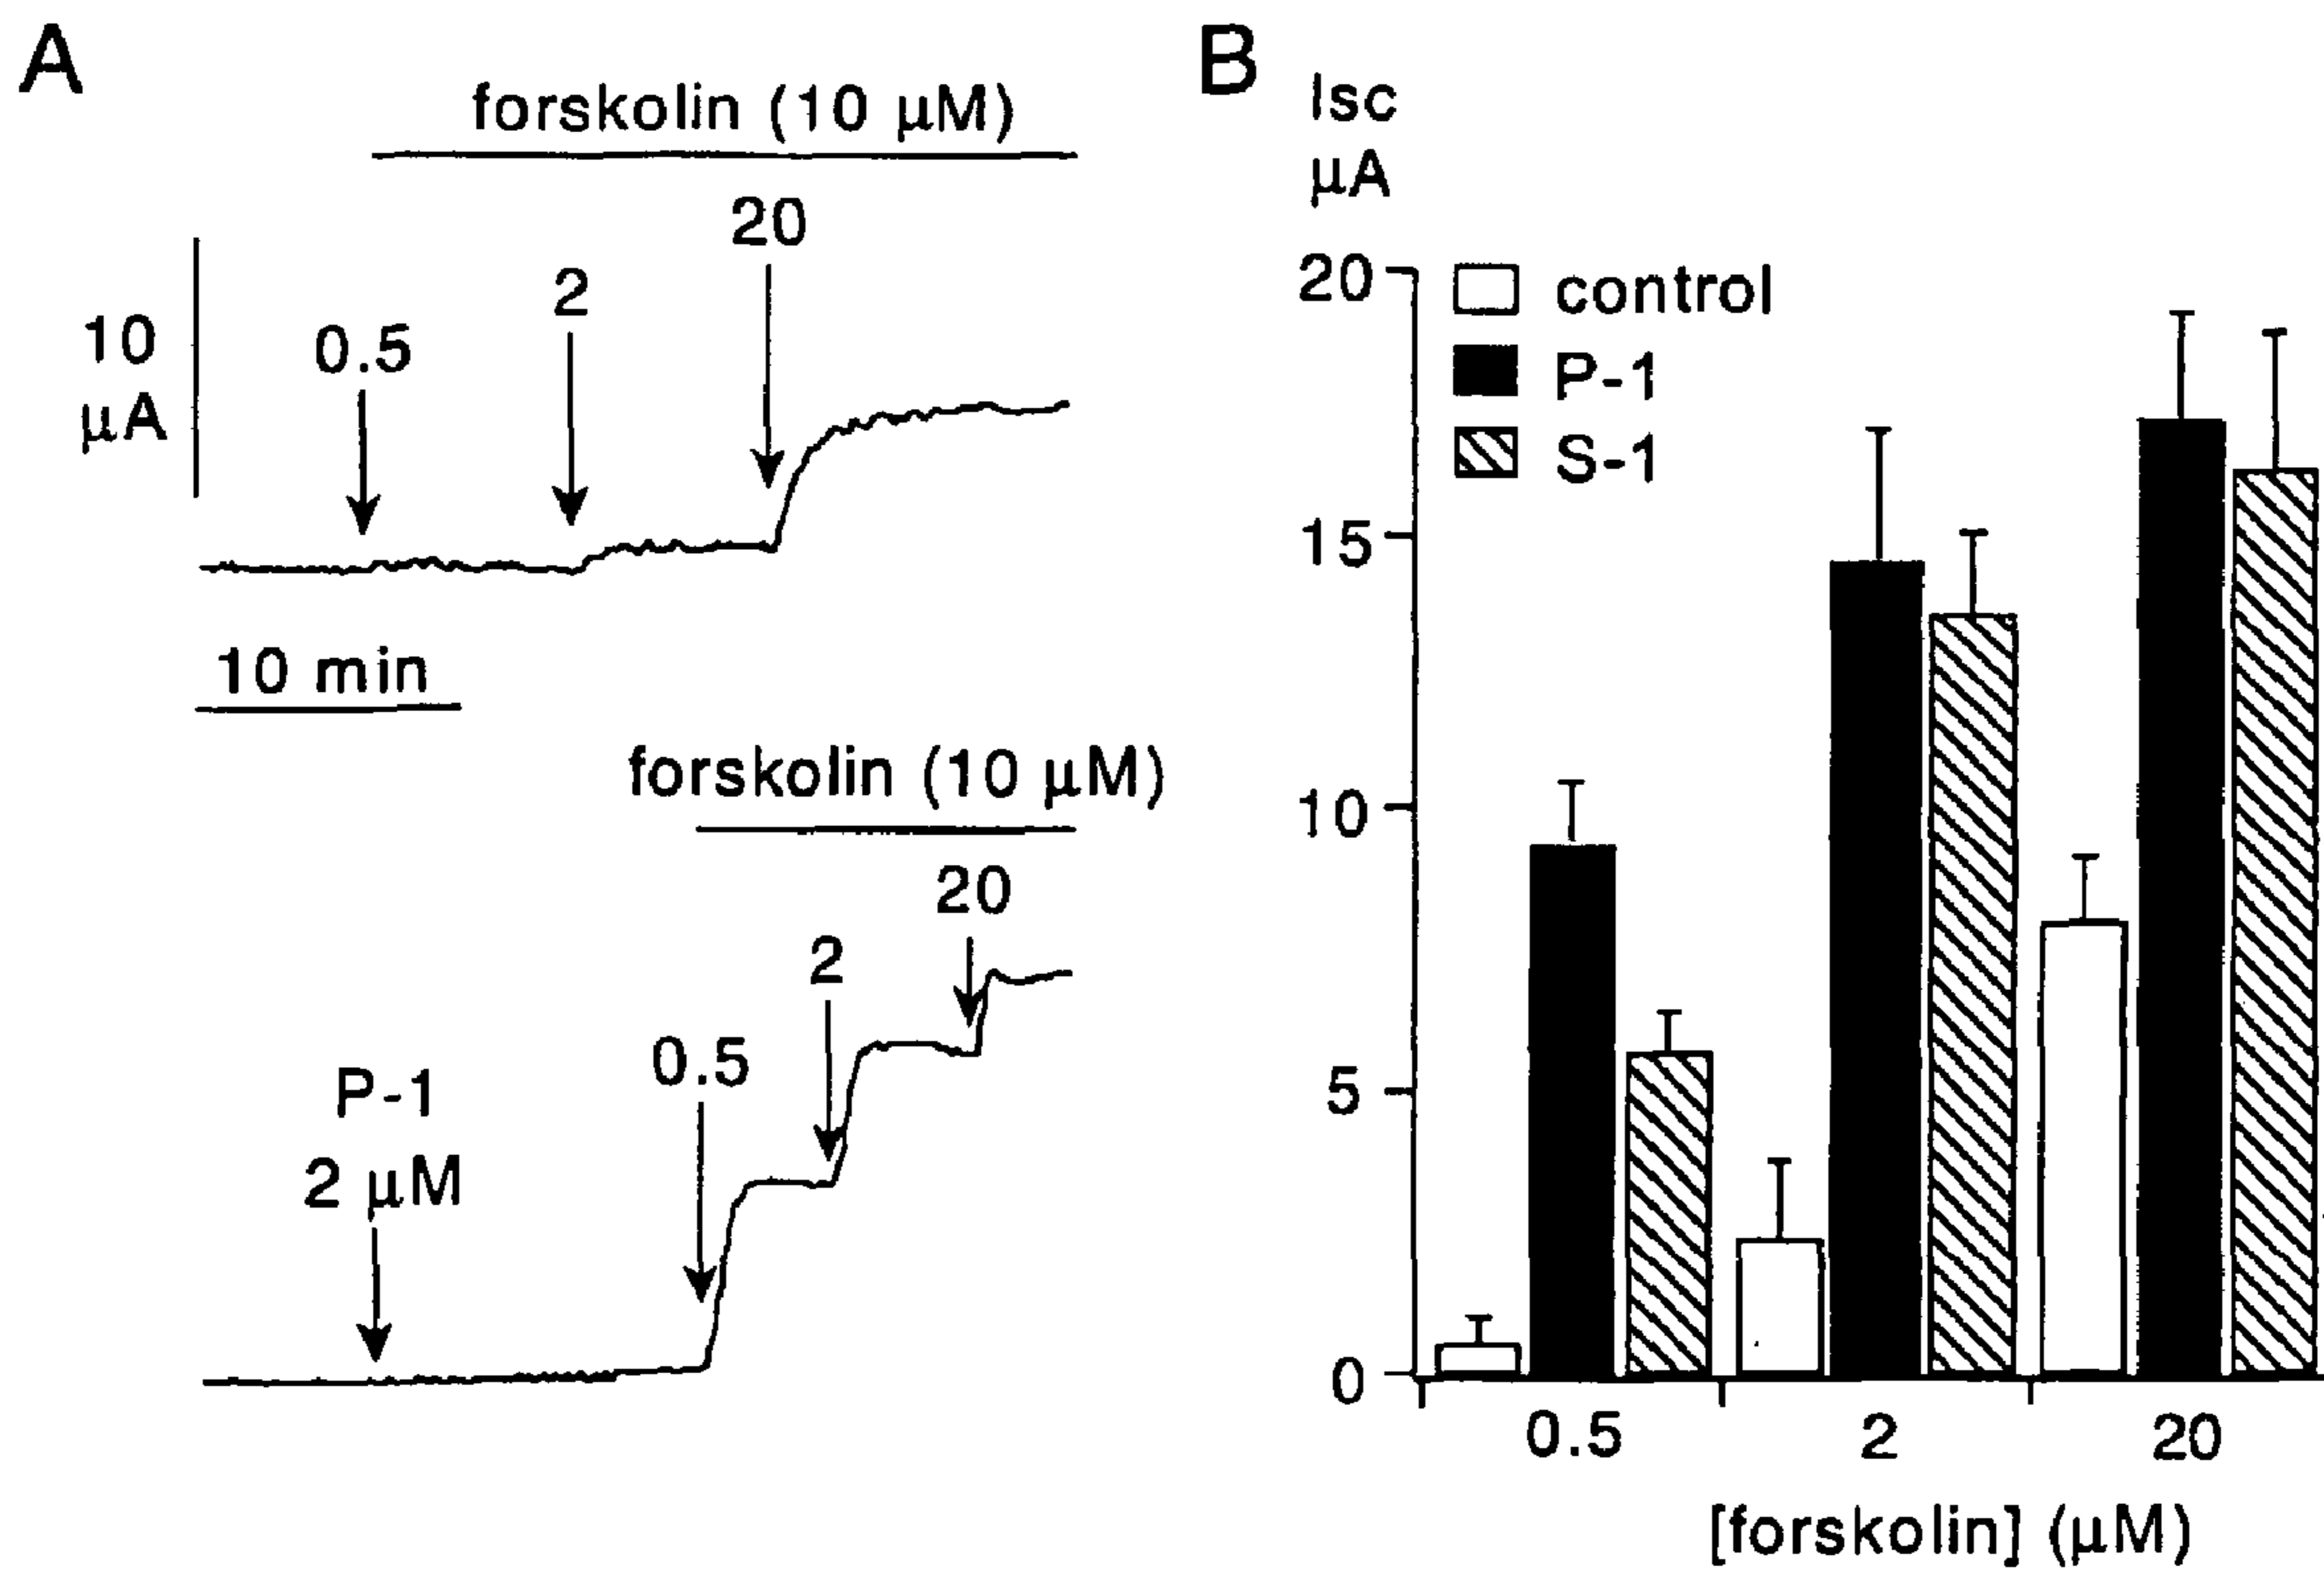 A
forskolin (10 µM)
20
2
0.5
10
µA
10 min
forskolin (10 µM)
20
2
0.5
P-1
2 µM
B
Isc
µA
20
15
10
5
0
control
P-1
S-1
0.5 2 20
[forskolin] (µM)